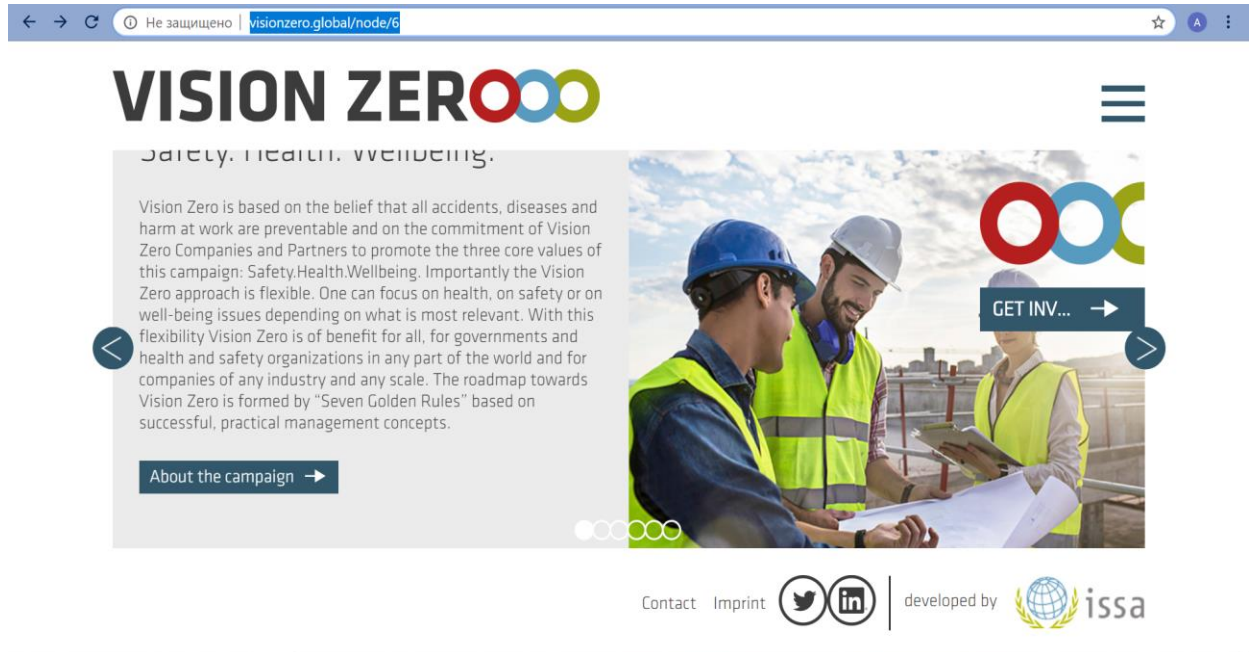 Не защищено | visionzero.global/node/6
A
VISION ZERO
Safety. Health. Wellbeing.
Vision Zero is based on the belief that all accidents, diseases and
harm at work are preventable and on the commitment of Vision
Zero Companies and Partners to promote the three core values of
this campaign: Safety.Health.Wellbeing. Importantly the Vision
Zero approach is flexible. One can focus on health, on safety or on
well-being issues depending on what is most relevant. With this
flexibility Vision Zero is of benefit for all, for governments and
health and safety organizations in any part of the world and for
companies of any industry and any scale. The roadmap towards
Vision Zero is formed by “Seven Golden Rules” based on
successful, practical management concepts.
About the campaign
GET INV...
Contact Imprint in developed by issa